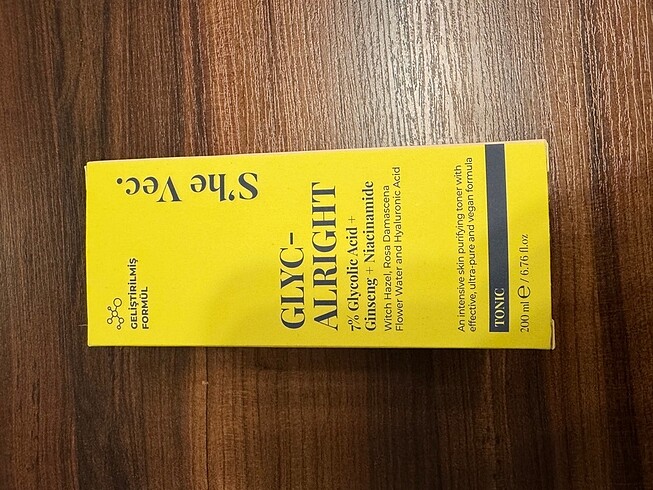 GELİŞTİRİLMİŞ
FORMÜL
S'he Vec.
GLYC-
ALRIGHT
7% Glycolic Acid +
Ginseng + Niacinamide
Witch Hazel, Rosa Damascena
Flower Water and Hyaluronic Acid
An intensive skin purifying toner with
effective, ultra-pure and vegan formula
TONIC
200 ml ℮ / 6.76 fl.oz